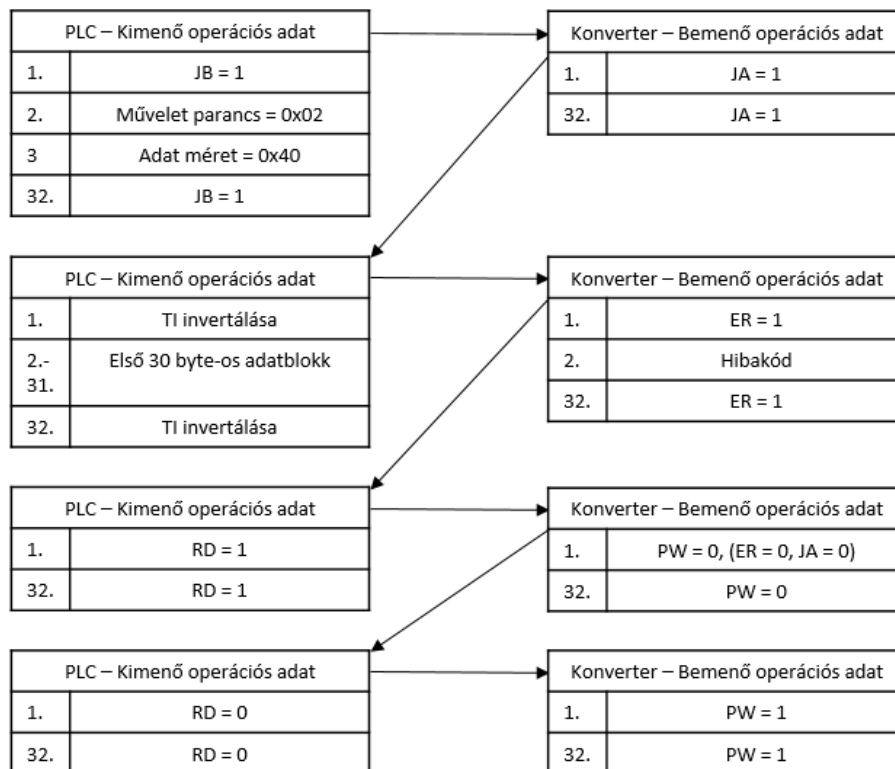 PLC – Kimenő operációs adat
1. JB = 1
2. Művelet parancs = 0x02
3 Adat méret = 0x40
32. JB = 1
Konverter – Bemenő operációs adat
1. JA = 1
32. JA = 1
PLC – Kimenő operációs adat
1. TI invertálása
2.- Első 30 byte-os adatblokk
31.
32. TI invertálása
Konverter – Bemenő operációs adat
1. ER = 1
2. Hibakód
32. ER = 1
PLC – Kimenő operációs adat
1. RD = 1
32. RD = 1
Konverter – Bemenő operációs adat
1. PW = 0, (ER = 0, JA = 0)
32. PW = 0
PLC – Kimenő operációs adat
1. RD = 0
32. RD = 0
Konverter – Bemenő operációs adat
1. PW = 1
32. PW = 1